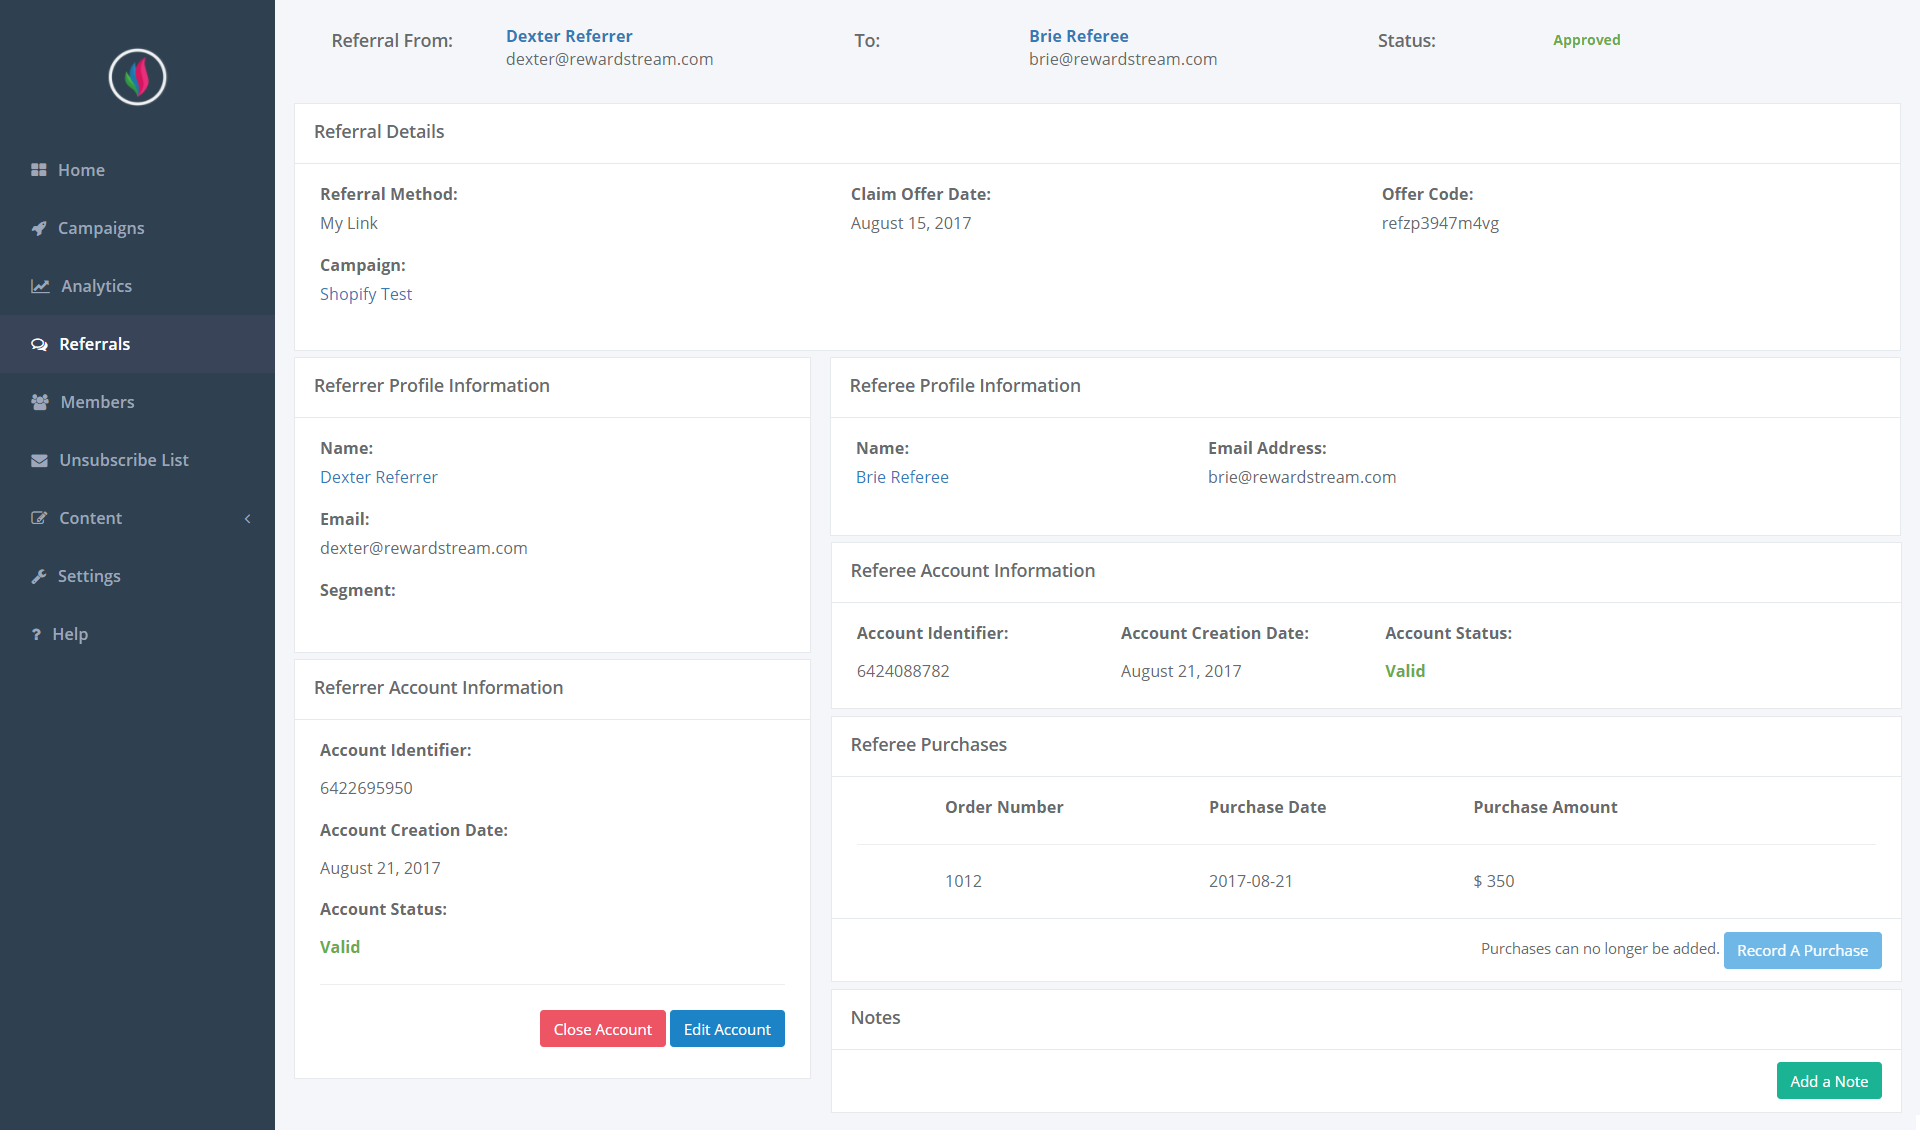 Home
Campaigns
Analytics
Referrals
Members
Unsubscribe List
Content
Settings
? Help
Referral From: Dexter Referrer To: Brie Referee Status: Approved
dexter@rewardstream.com brie@rewardstream.com
Referral Details
Referral Method: Claim Offer Date: Offer Code:
My Link August 15, 2017 refzp3947m4vg
Campaign:
Shopify Test
Referrer Profile Information
Name:
Dexter Referrer
Email:
dexter@rewardstream.com
Segment:
Referrer Account Information
Account Identifier:
6422695950
Account Creation Date:
August 21, 2017
Account Status:
Valid
Close Account Edit Account
Referee Profile Information
Name: Email Address:
Brie Referee brie@rewardstream.com
Referee Account Information
Account Identifier: Account Creation Date: Account Status:
6424088782 August 21, 2017 Valid
Referee Purchases
Order Number Purchase Date Purchase Amount
1012 2017-08-21 $ 350
Purchases can no longer be added. Record A Purchase
Notes
Add a Note